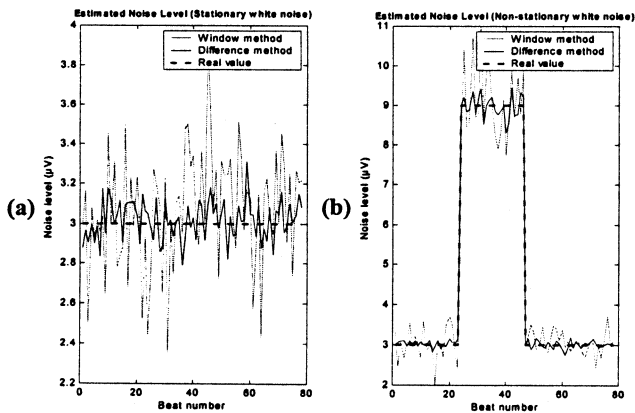 Estimated Noise Level (Stationary white noise)
Window method
Difference method
Real value
4
3.8
3.6
3.4
3.2
3
2.8
2.6
2.4
2.2
Noise level (µV)
(a)
0
20
40
60
80
Beat number
Estimated Noise Level (Non-stationary white noise)
Window method
Difference method
Real value
11
10
9
8
7
6
5
4
3
2
Noise level (µV)
(b)
0
20
40
60
80
Beat number